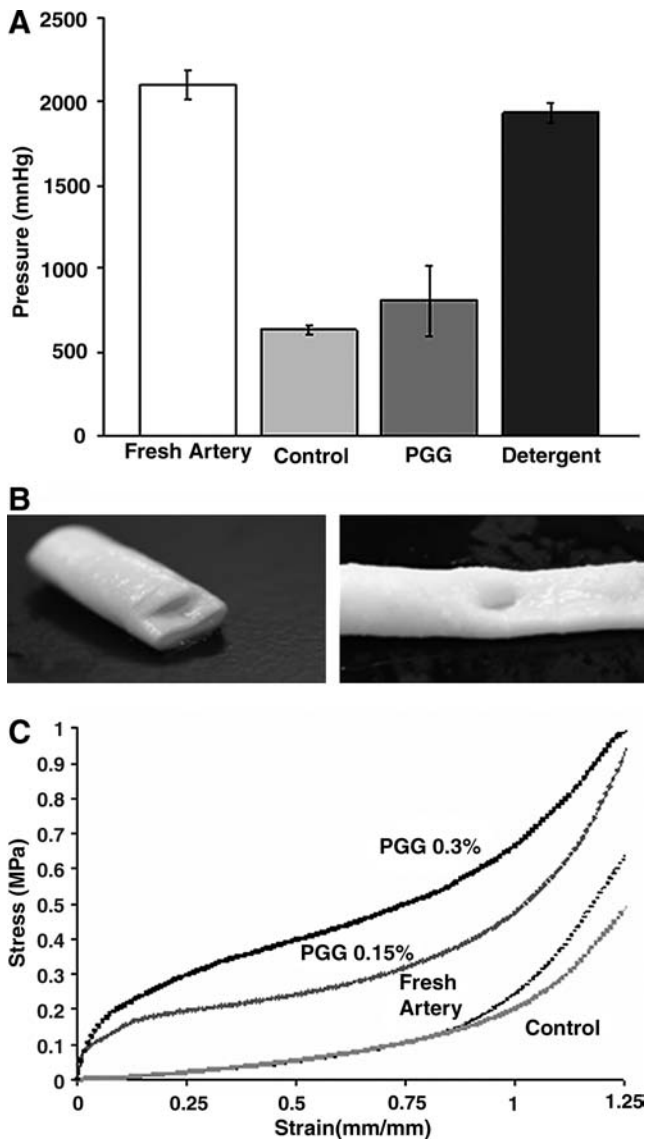 A
2500
2000
1500
1000
500
0
Pressure (mnHg)
Fresh Artery
Control
PGG
Detergent
B
C
1
0.9
0.8
0.7
0.6
0.5
0.4
0.3
0.2
0.1
0
Stress (MPa)
PGG 0.3%
PGG 0.15%
Fresh
Artery
Control
0 0.25 0.5 0.75 1 1.25
Strain(mm/mm)